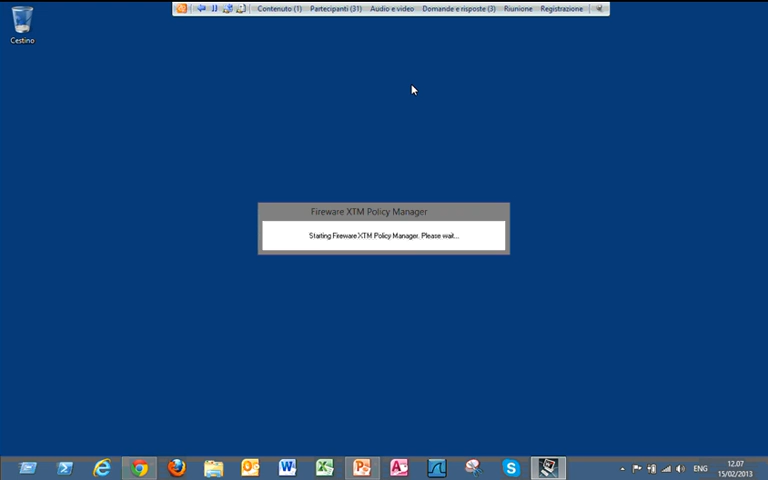 Contenuto (1) Partecipanti (31) Audio e video Domande e risposte (3) Riunione Registrazione
Cestino
Fireware XTM Policy Manager
Starting Fireware XTM Policy Manager. Please wait...
ENG
12.07
15/02/2013